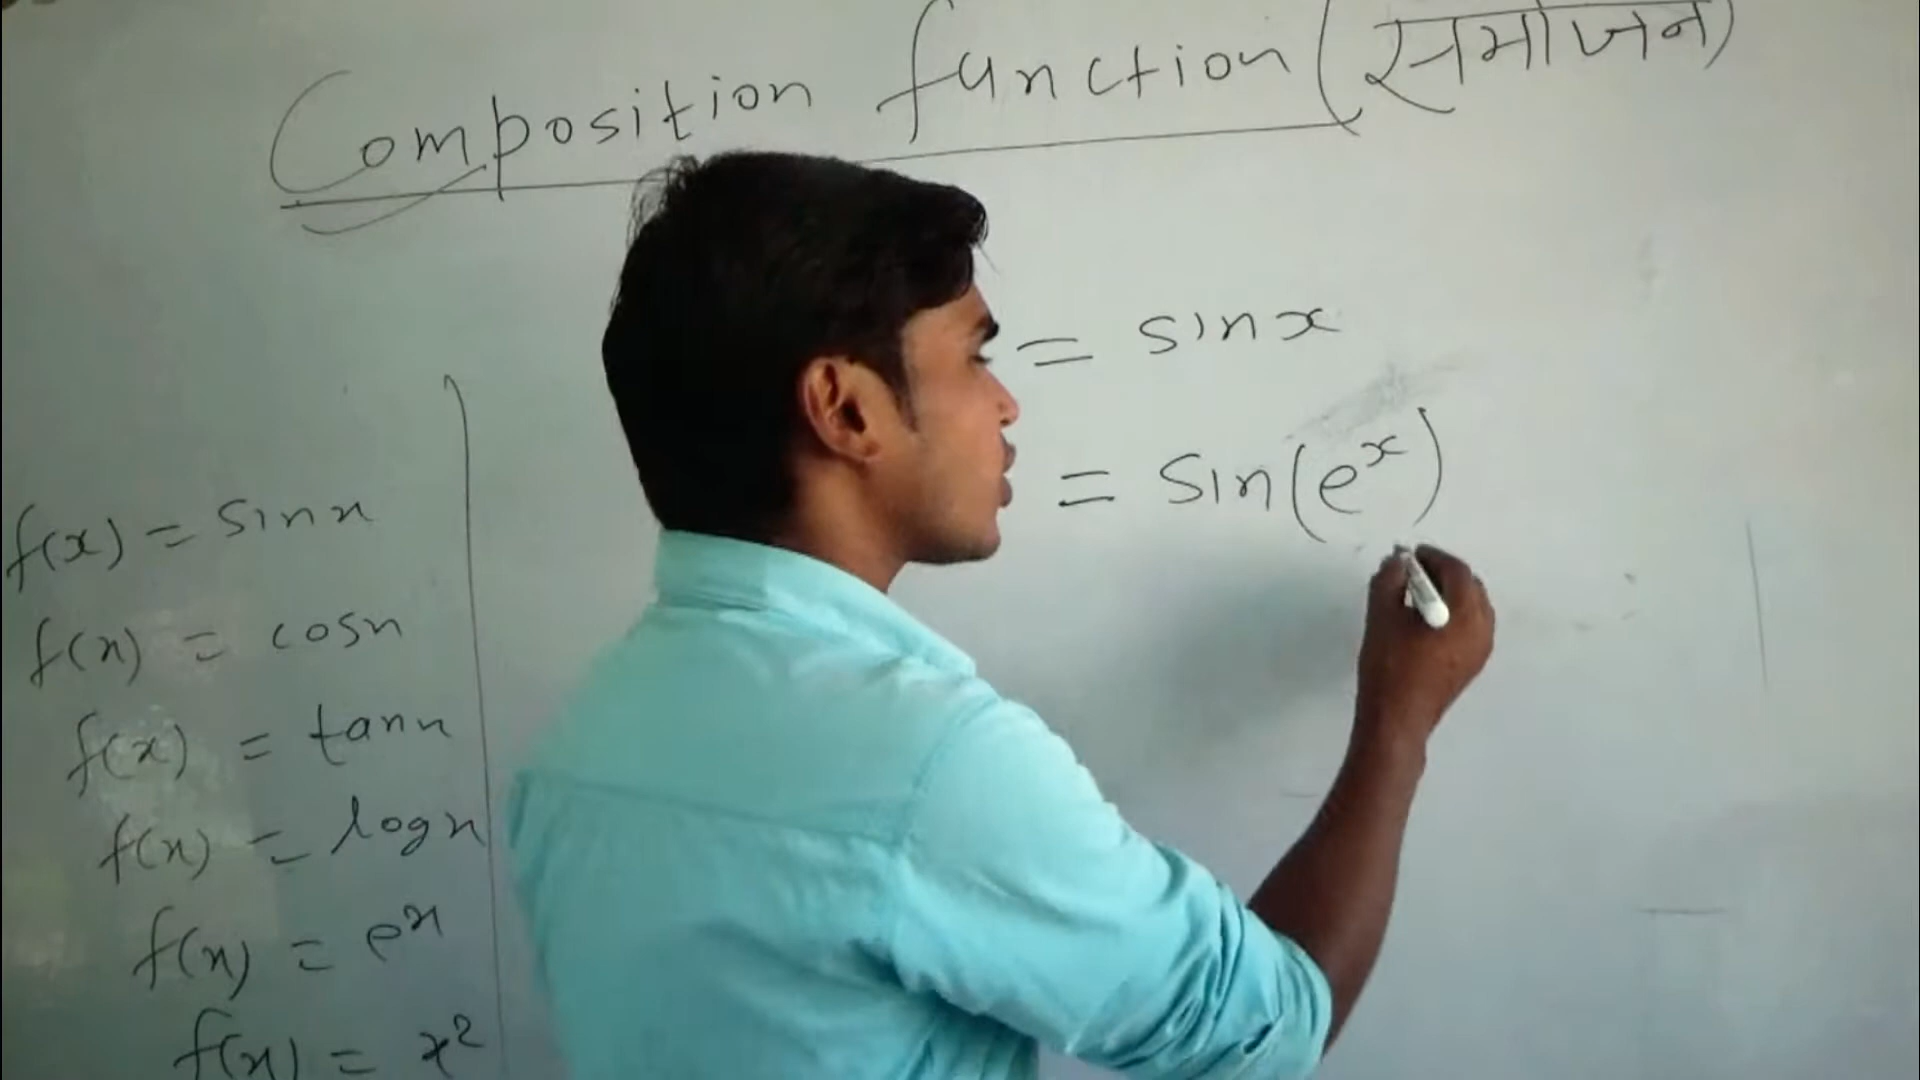 Composition function (समोजन)
= sinx
= Sin(e^x)
f(x) = sinx
f(x) = cosx
f(x) = tanx
f(x) = logx
f(x) = e^x
f(x) = x²